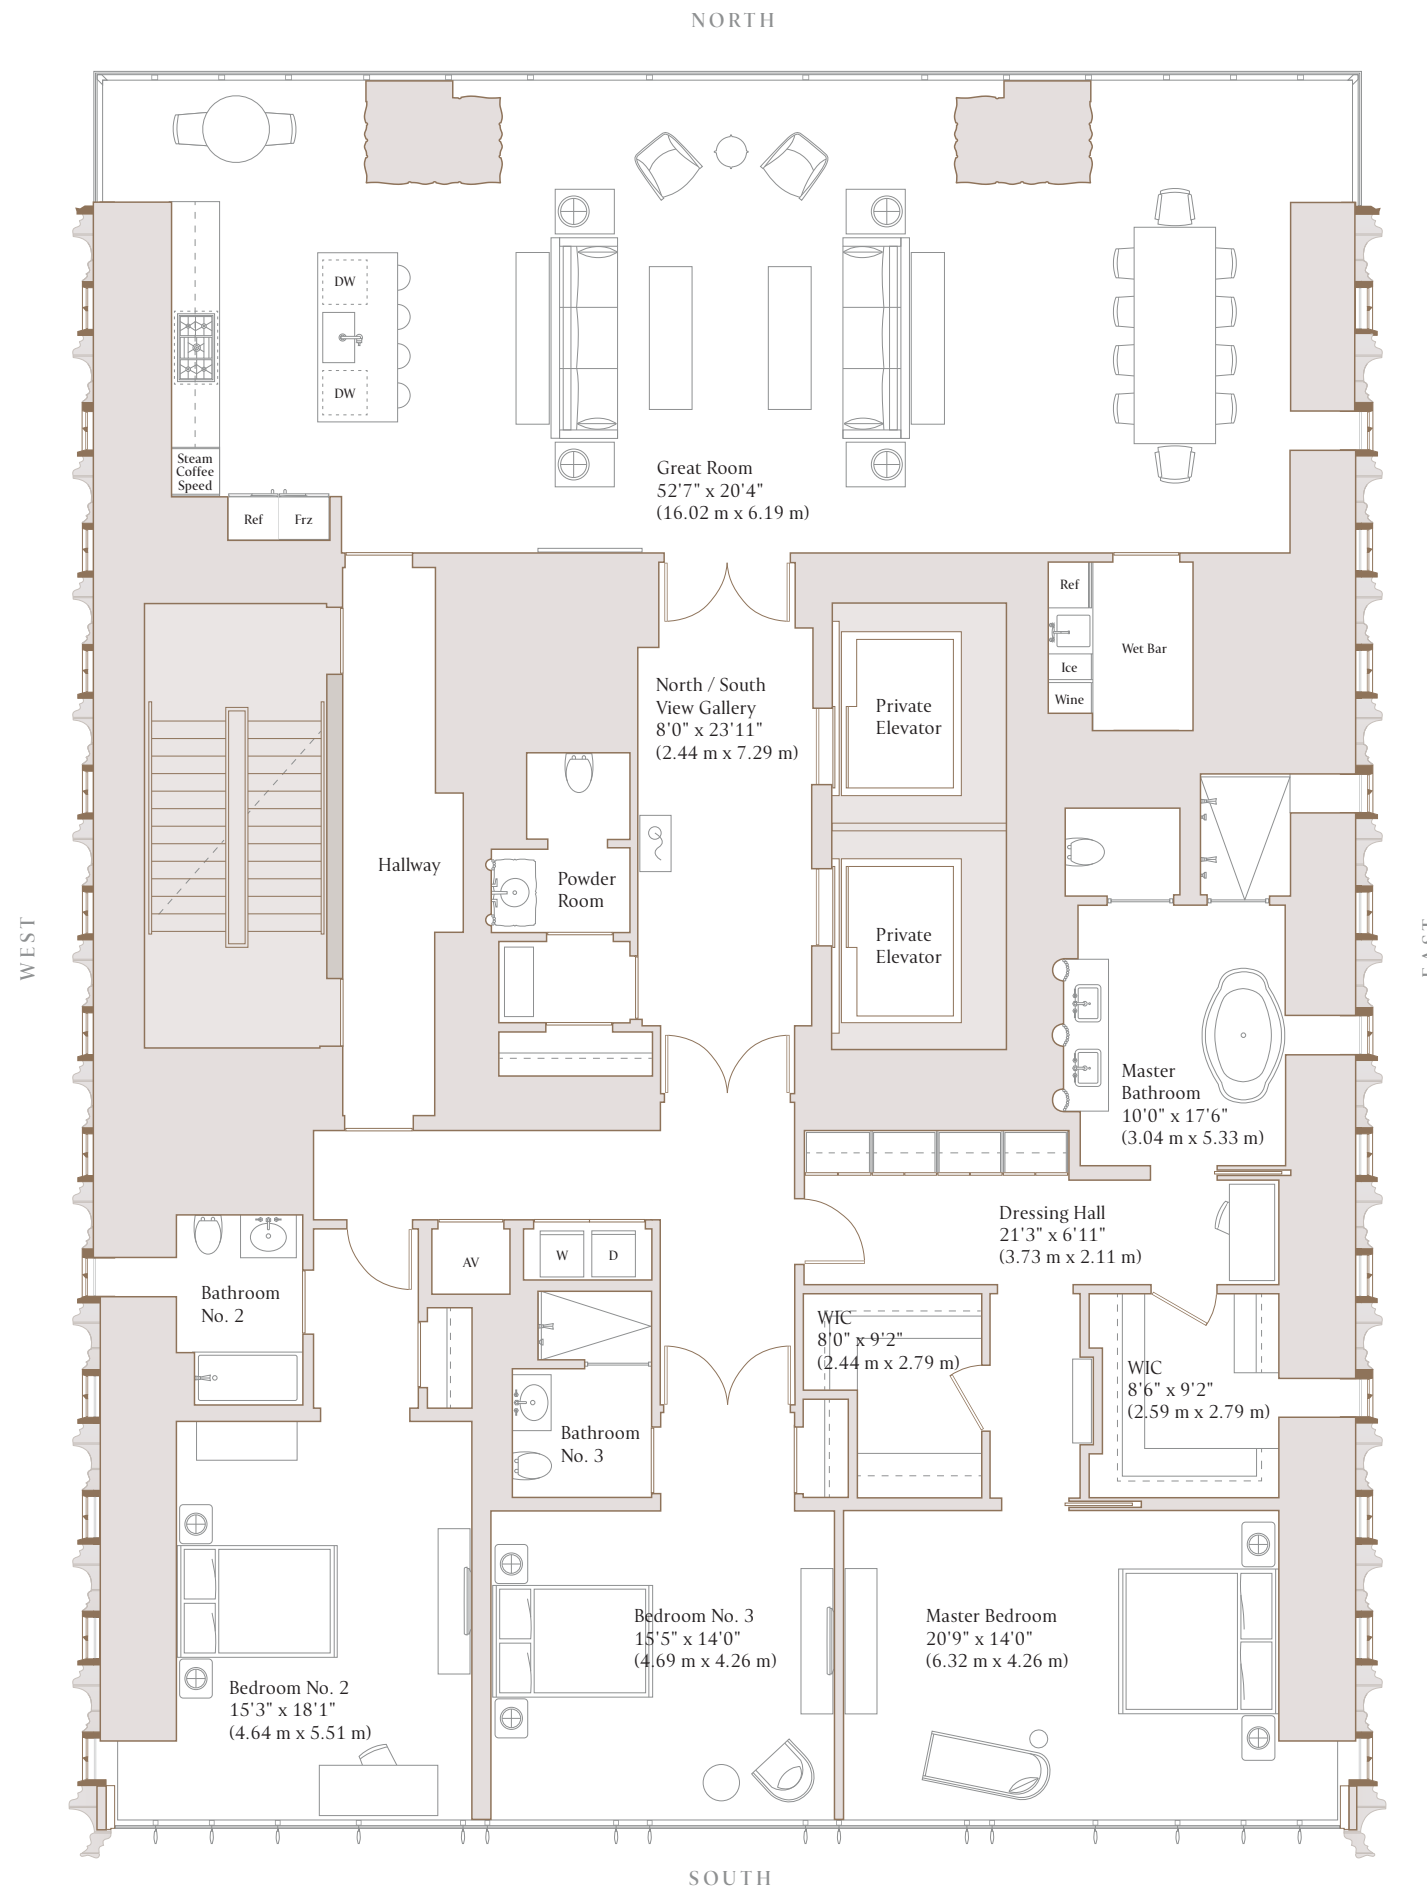 NORTH
DW
DW
Steam
Coffee
Speed
Ref
Frz
Great Room
52'7" x 20'4"
(16.02 m x 6.19 m)
Ref
Ice
Wine
Wet Bar
North / South
View Gallery
8'0" x 23'11"
(2.44 m x 7.29 m)
Private
Elevator
Hallway
Powder
Room
Private
Elevator
WEST
Master
Bathroom
10'0" x 17'6"
(3.04 m x 5.33 m)
Dressing Hall
21'3" x 6'11"
(3.73 m x 2.11 m)
AV
W
D
Bathroom
No. 2
WIC
8'0" x 9'2"
(2.44 m x 2.79 m)
WIC
8'6" x 9'2"
(2.59 m x 2.79 m)
Bathroom
No. 3
Bedroom No. 3
15'5" x 14'0"
(4.69 m x 4.26 m)
Master Bedroom
20'9" x 14'0"
(6.32 m x 4.26 m)
Bedroom No. 2
15'3" x 18'1"
(4.64 m x 5.51 m)
SOUTH